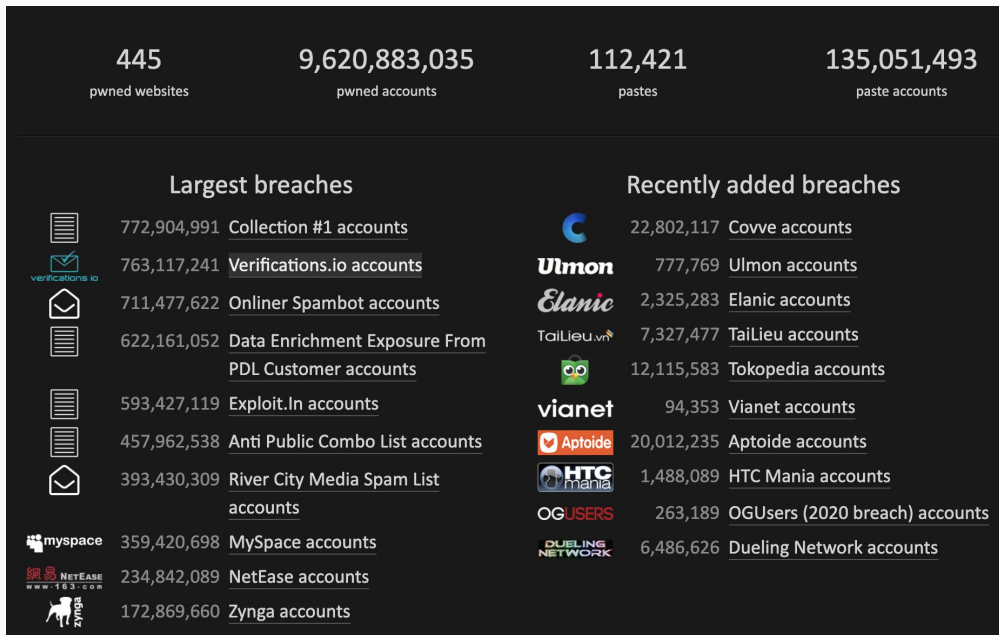 445
pwned websites
9,620,883,035
pwned accounts
112,421
pastes
135,051,493
paste accounts
Largest breaches
772,904,991 Collection #1 accounts
verifications io
763,117,241 Verifications.io accounts
711,477,622 Onliner Spambot accounts
622,161,052 Data Enrichment Exposure From
PDL Customer accounts
593,427,119 Exploit.In accounts
457,962,538 Anti Public Combo List accounts
393,430,309 River City Media Spam List
accounts
myspace 359,420,698 MySpace accounts
網易 NETEASE
www.163.com
234,842,089 NetEase accounts
zynga 172,869,660 Zynga accounts
Recently added breaches
22,802,117 Covve accounts
Ulmon 777,769 Ulmon accounts
Elanic 2,325,283 Elanic accounts
TaiLieu.vn 7,327,477 TaiLieu accounts
12,115,583 Tokopedia accounts
vianet 94,353 Vianet accounts
Aptoide 20,012,235 Aptoide accounts
HTC
mania
1,488,089 HTC Mania accounts
OGUSERS 263,189 OGUsers (2020 breach) accounts
DUELING
NETWORK
6,486,626 Dueling Network accounts